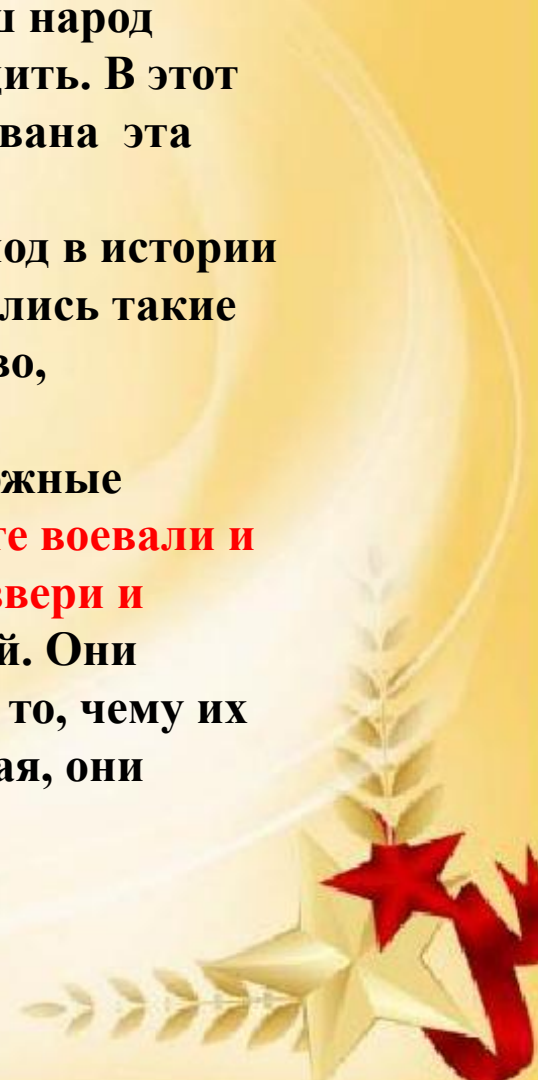 ш народ
дить. В этот
вана эта
од в истории
лись такие
во,
жные
те воевали и
звери и
й. Они
то, чему их
ая, они